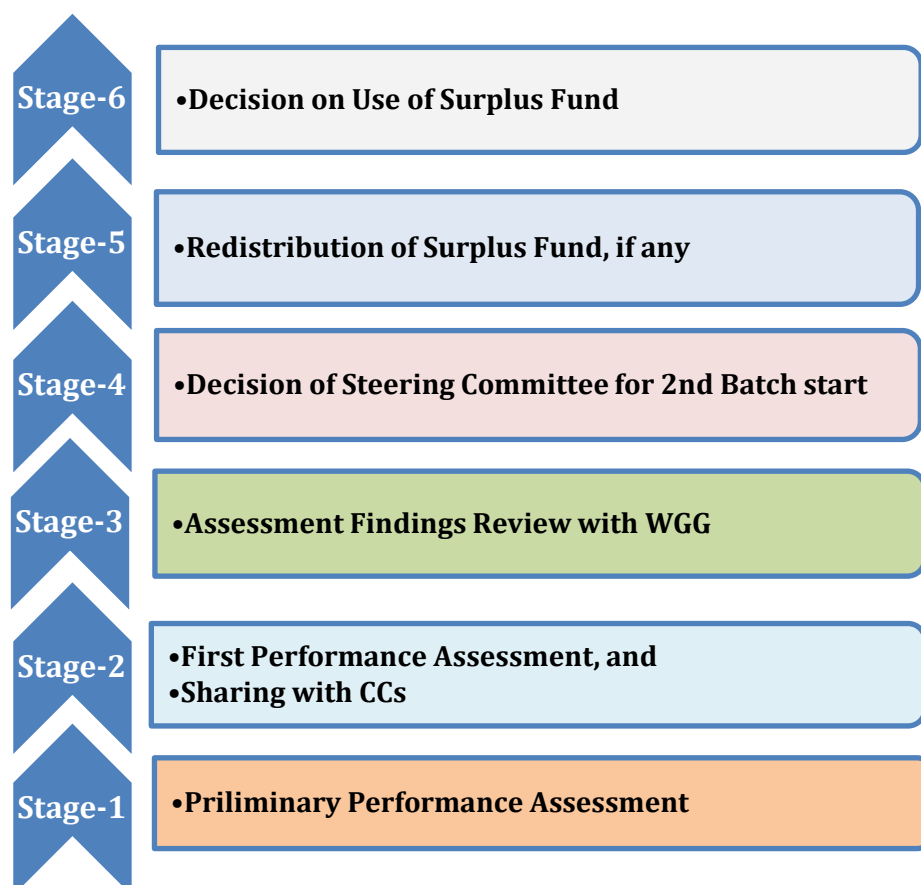 Stage-6
•Decision on Use of Surplus Fund
Stage-5
•Redistribution of Surplus Fund, if any
Stage-4
•Decision of Steering Committee for 2nd Batch start
Stage-3
•Assessment Findings Review with WGG
Stage-2
•First Performance Assessment, and
•Sharing with CCs
Stage-1
•Priliminary Performance Assessment